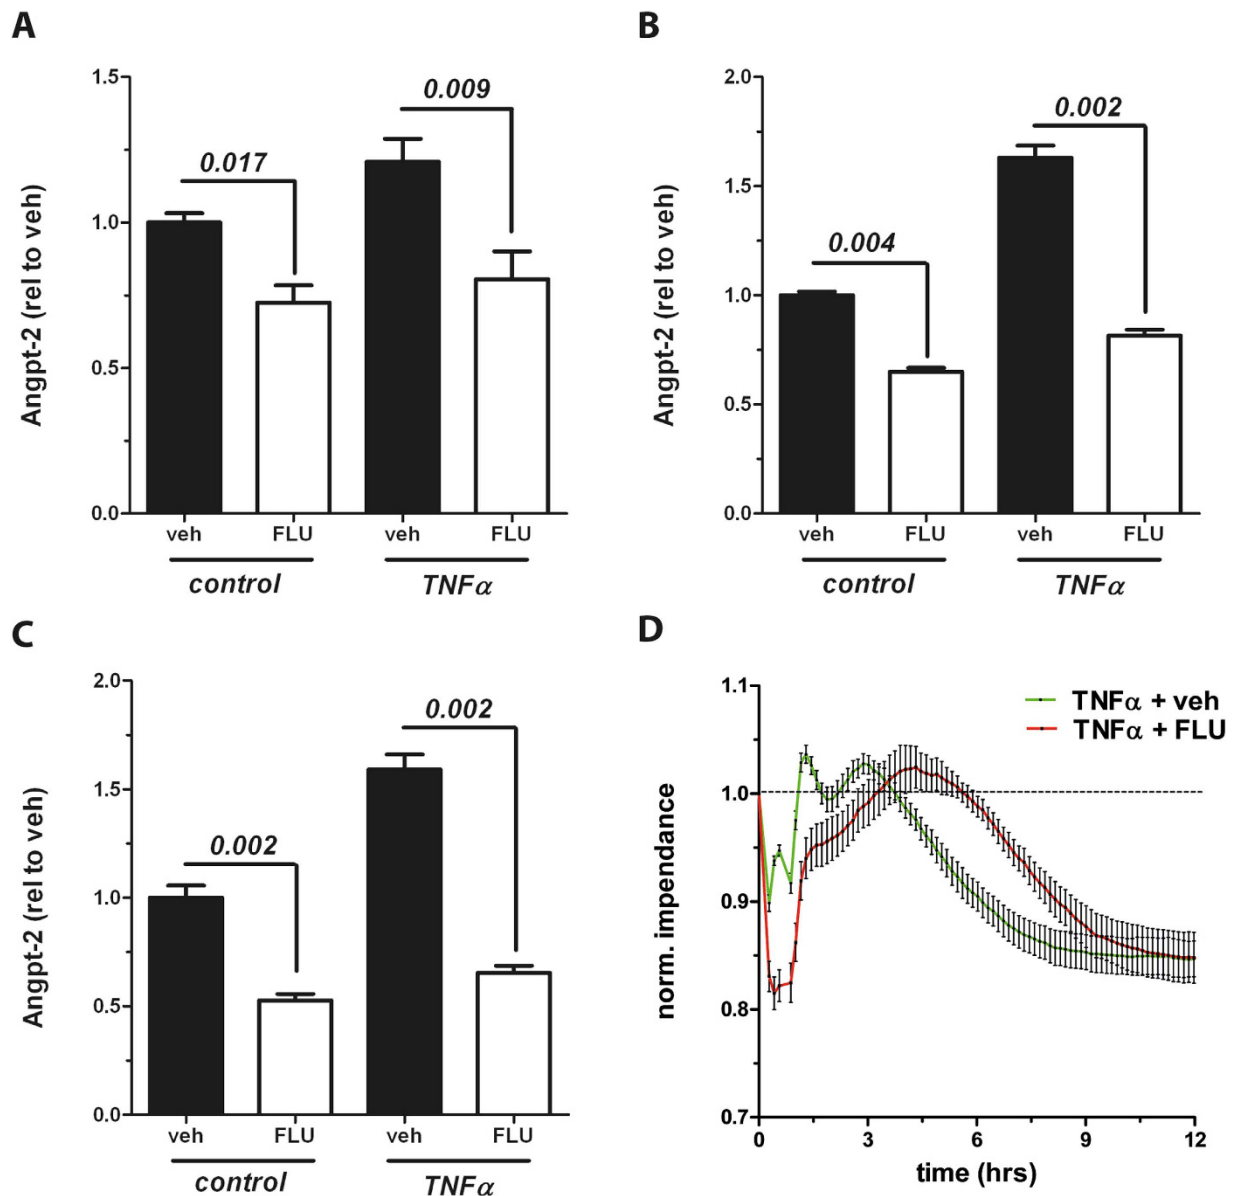 A
Angpt-2 (rel to veh)
1.5
1.0
0.5
0.0
0.017
0.009
veh FLU veh FLU
control TNFα
B
Angpt-2 (rel to veh)
2.0
1.5
1.0
0.5
0.0
0.004
0.002
veh FLU veh FLU
control TNFα
C
Angpt-2 (rel to veh)
2.0
1.5
1.0
0.5
0.0
0.002
0.002
veh FLU veh FLU
control TNFα
D
norm. impendance
1.1
1.0
0.9
0.8
0.7
TNFα + veh
TNFα + FLU
0 3 6 9 12
time (hrs)